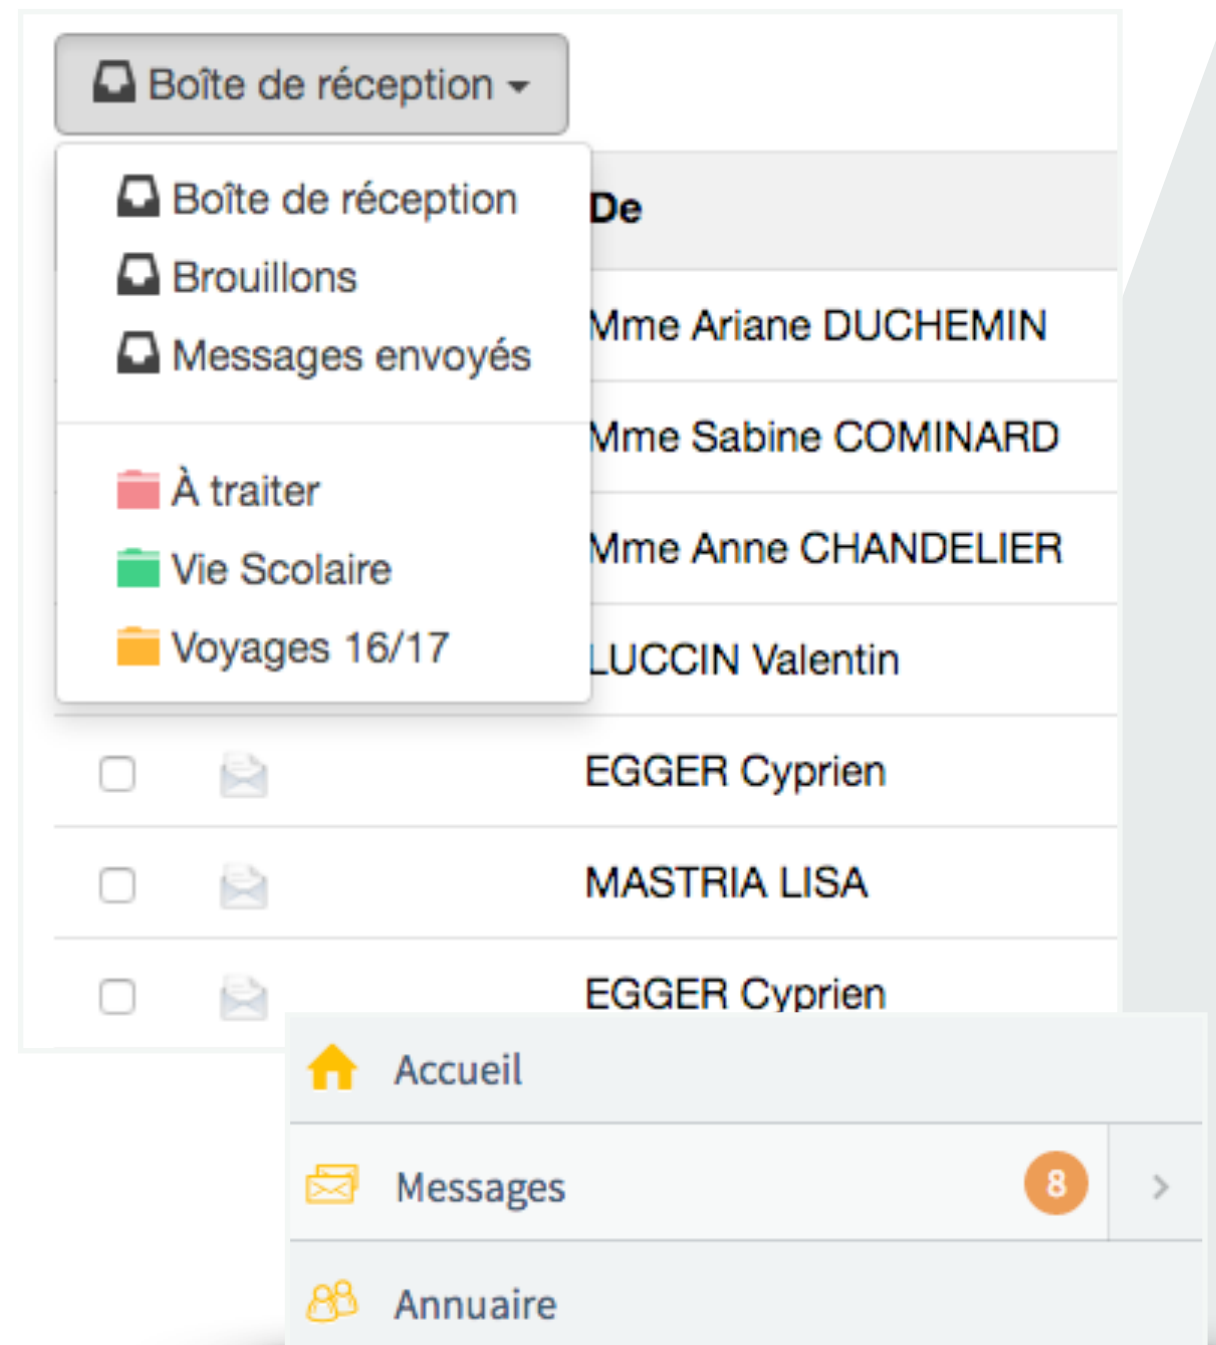 Boîte de réception
Boîte de réception
Brouillons
Messages envoyés
À traiter
Vie Scolaire
Voyages 16/17
De
Mme Ariane DUCHEMIN
Mme Sabine COMINARD
Mme Anne CHANDELIER
LUCCIN Valentin
EGGER Cyprien
MASTRIA LISA
EGGER Cyprien
Accueil
Messages 8
Annuaire